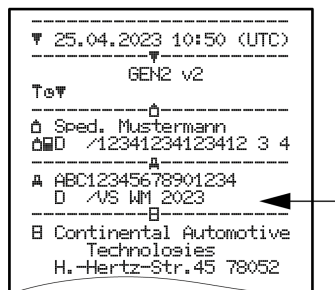 ▼ 25.04.2023 10:50 (UTC)
GEN2 v2
T⊙▼
Sped. Mustermann
D /12341234123412 3 4
ABC12345678901234
D /VS WM 2023
Continental Automotive
Technologies
H.-Hertz-Str.45 78052